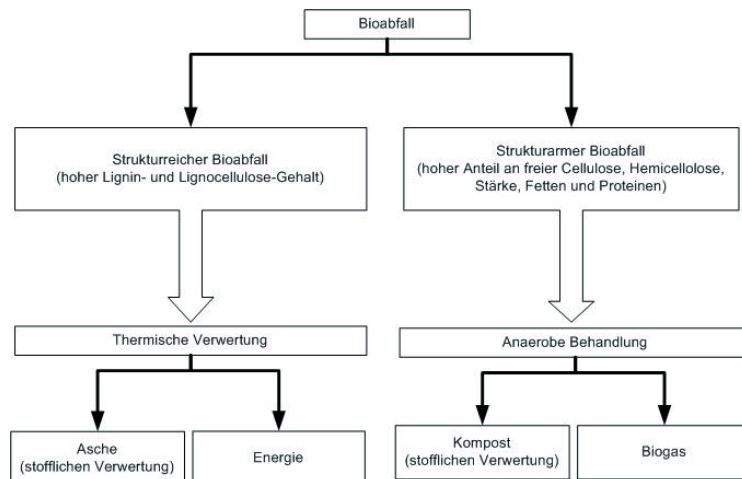 Bioabfall
Strukturreicher Bioabfall
(hoher Lignin- und Lignocellulose-Gehalt)
Strukturarmer Bioabfall
(hoher Anteil an freier Cellulose, Hemicellolose,
Stärke, Fetten und Proteinen)
Thermische Verwertung
Anaerobe Behandlung
Asche
(stofflichen Verwertung)
Energie
Kompost
(stofflichen Verwertung)
Biogas